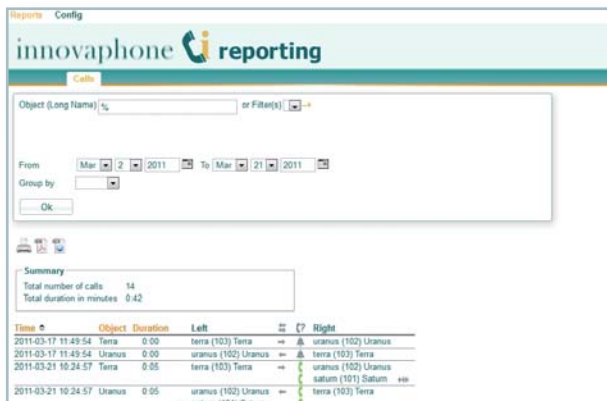 Reports Config
innovaphone reporting
Calls
Object (Long Name) % or Filter(s)
From Mar 2 2011 To Mar 21 2011
Group by
Ok
Summary
Total number of calls 14
Total duration in minutes 0:42
Time Object Duration Left (? Right
2011-03-17 11:49:54 Terra 0:00 terra (103) Terra uranus (102) Uranus
2011-03-17 11:49:54 Uranus 0:00 uranus (102) Uranus terra (103) Terra
2011-03-21 10:24:57 Terra 0:05 terra (103) Terra uranus (102) Uranus
saturn (101) Saturn
2011-03-21 10:24:57 Uranus 0:05 uranus (102) Uranus terra (103) Terra